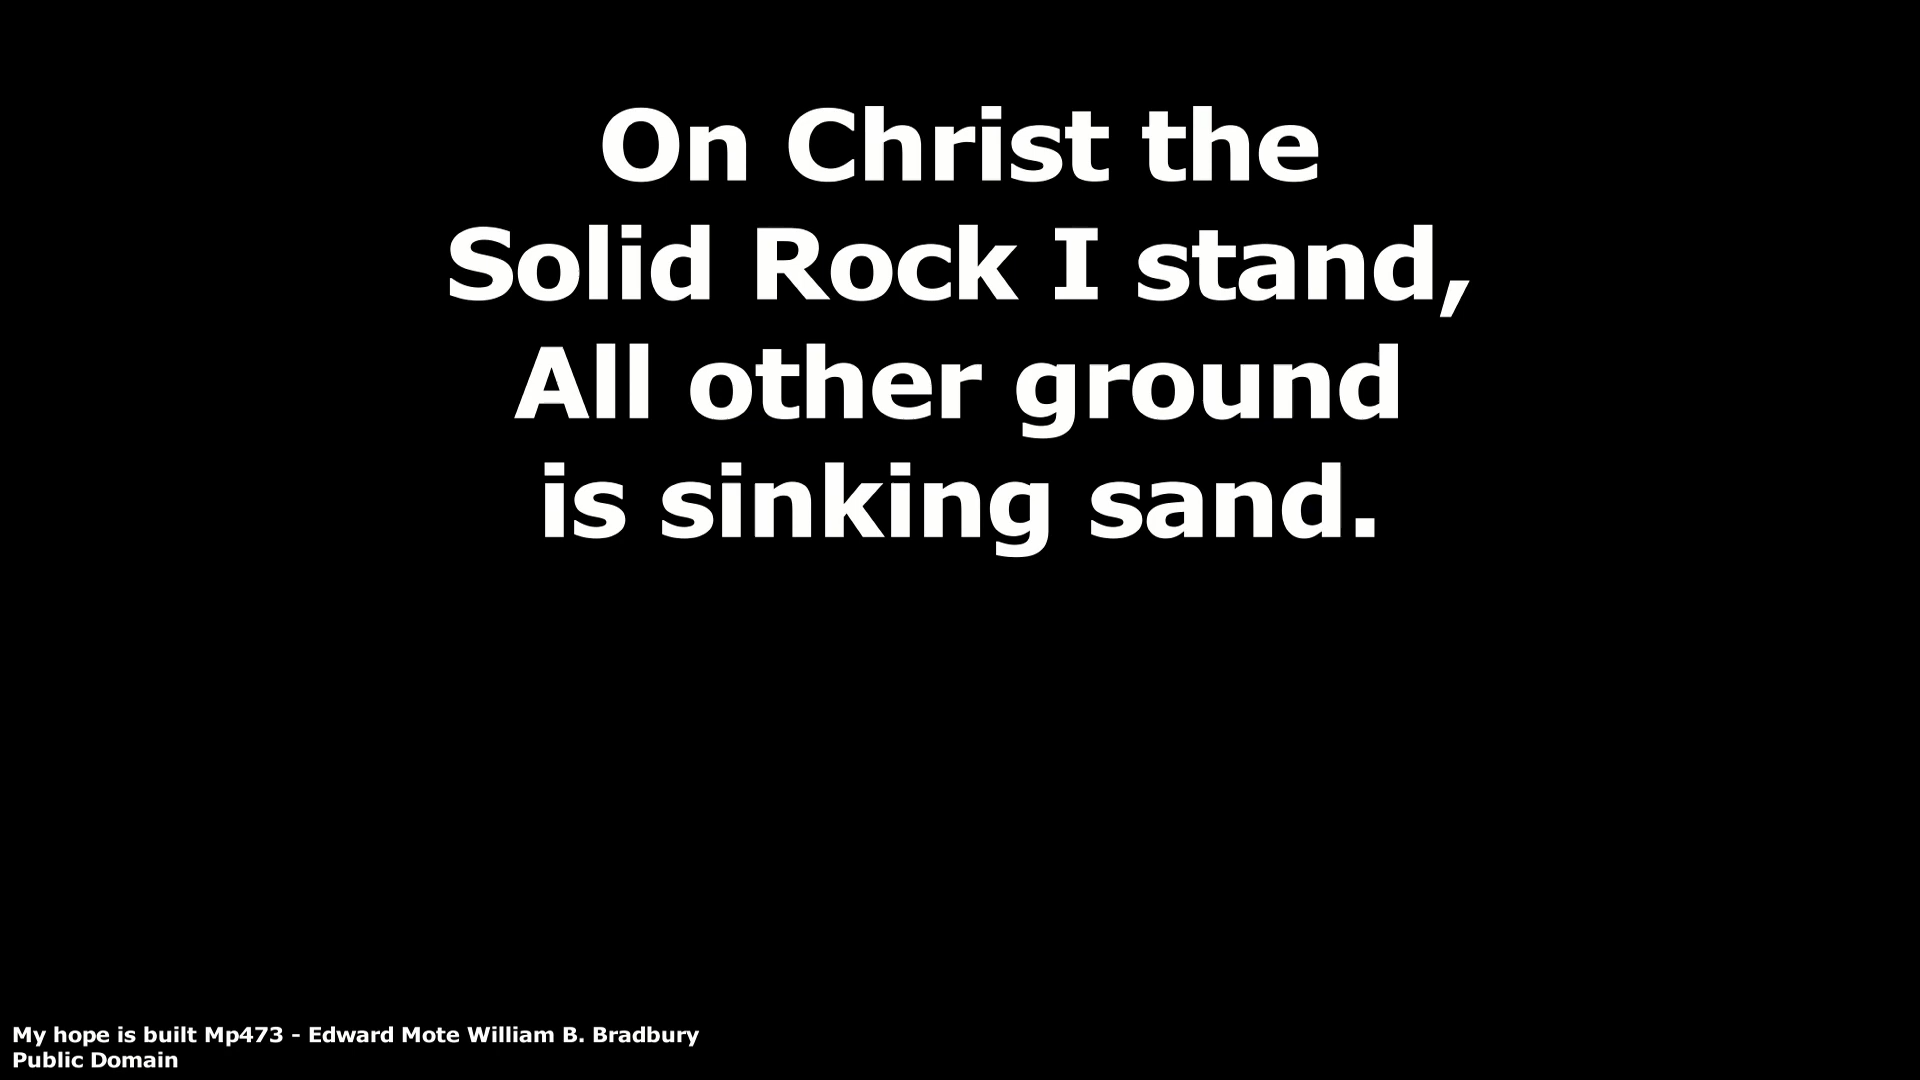 On Christ the
Solid Rock I stand,
All other ground
is sinking sand.
My hope is built Mp473 - Edward Mote William B. Bradbury
Public Domain